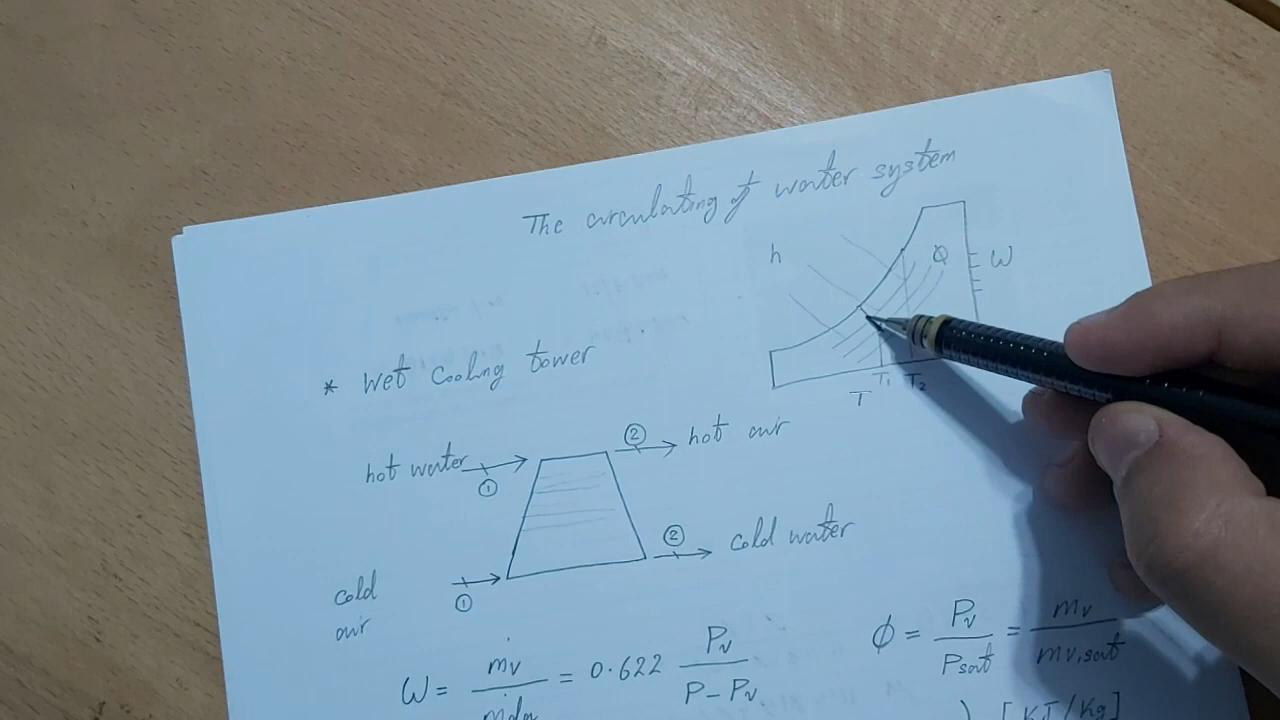 The circulating of water system
h
Q
W
T₁ T₂
T
* Wet Cooling tower
hot water ①
② hot air
② cold water
cold air ①
ω = ṁv / ṁda = 0.622 Pv / P - Pv
φ = Pv / Psat = mv / mv,sat
) [KJ/Kg]